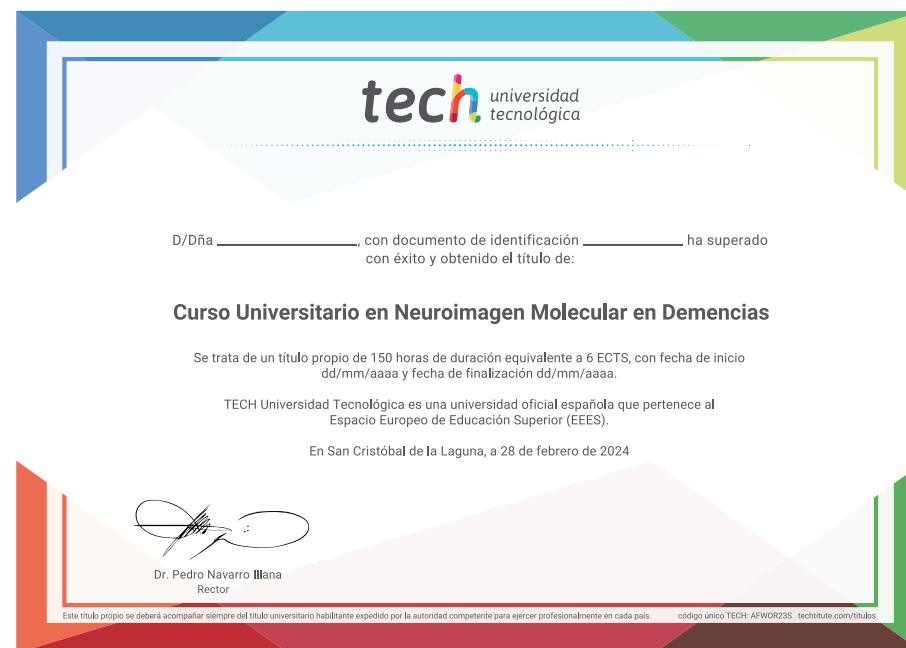 tech universidad
tecnológica
D/Dña ____________________, con documento de identificación ______________ ha superado
con éxito y obtenido el título de:
Curso Universitario en Neuroimagen Molecular en Demencias
Se trata de un título propio de 150 horas de duración equivalente a 6 ECTS, con fecha de inicio
dd/mm/aaaa y fecha de finalización dd/mm/aaaa.
TECH Universidad Tecnológica es una universidad oficial española que pertenece al
Espacio Europeo de Educación Superior (EEES).
En San Cristóbal de la Laguna, a 28 de febrero de 2024
Dr. Pedro Navarro Illana
Rector
Este título propio se deberá acompañar siempre del título universitario habilitante expedido por la autoridad competente para ejercer profesionalmente en cada país. código único TECH: AFWOR23S techtitute.com/titulos